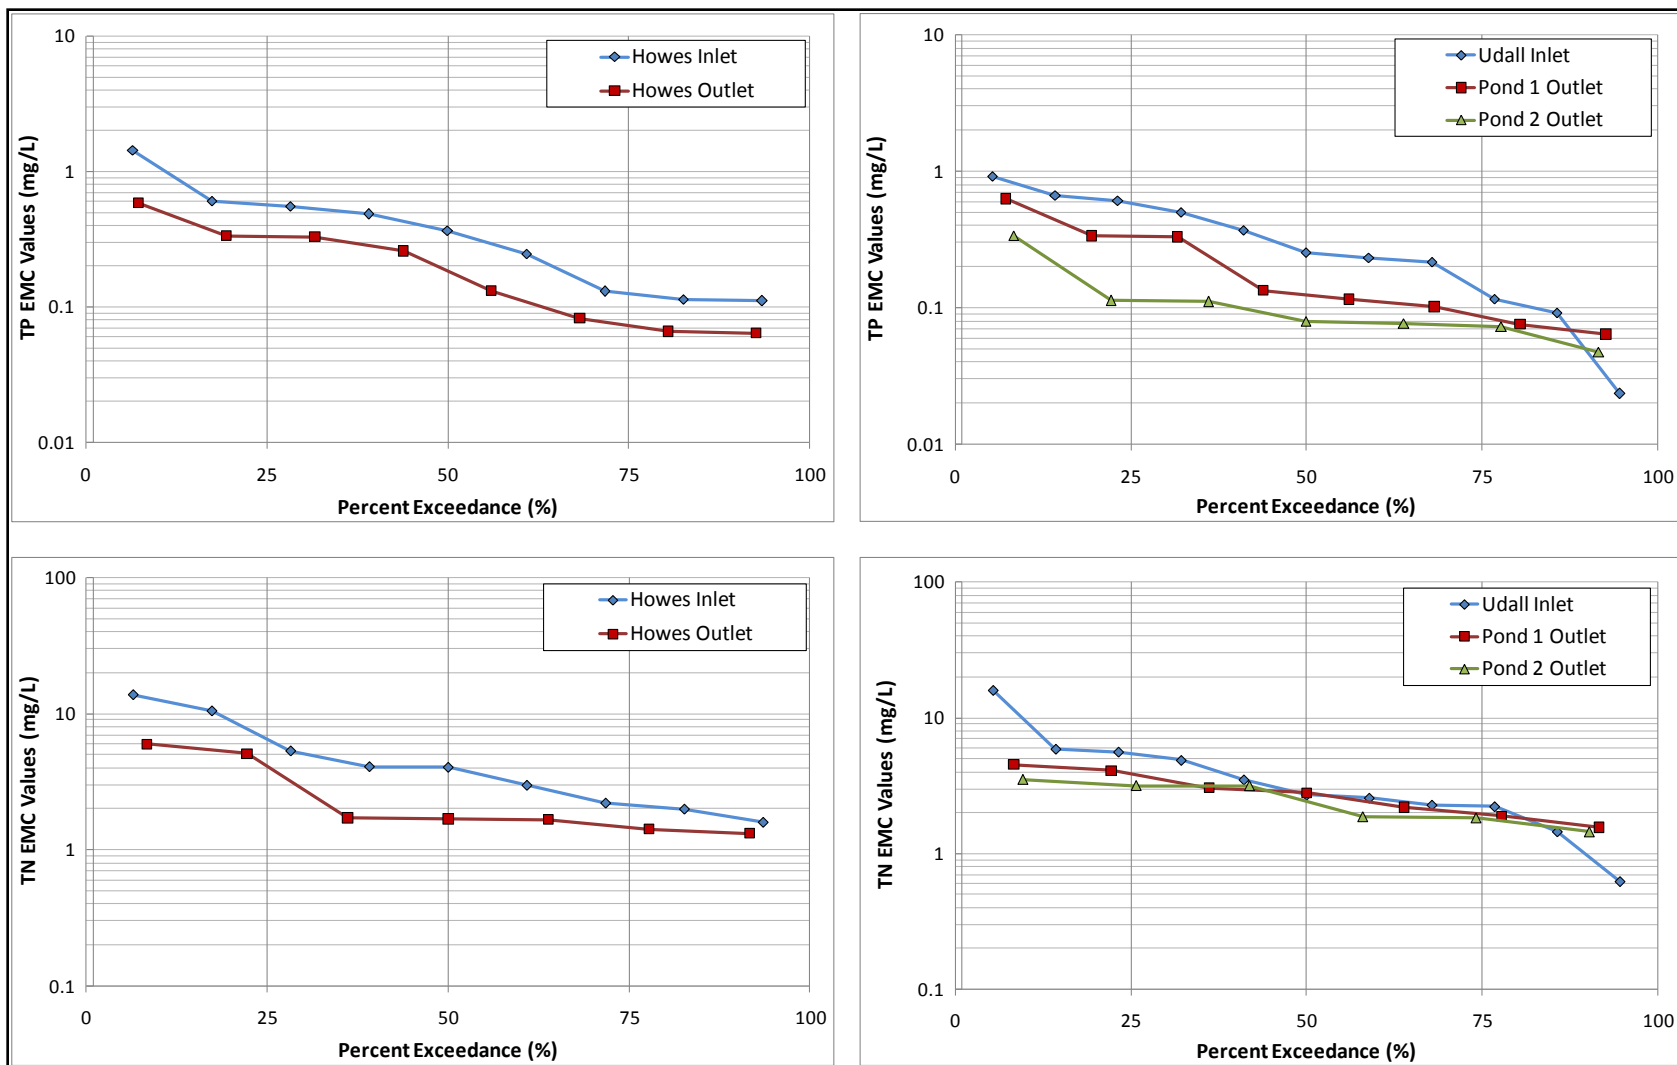 10
1
0.1
0.01
TP EMC Values (mg/L)
Howes Inlet
Howes Outlet
0 25 50 75 100
Percent Exceedance (%)
10
1
0.1
0.01
TP EMC Values (mg/L)
Udall Inlet
Pond 1 Outlet
Pond 2 Outlet
0 25 50 75 100
Percent Exceedance (%)
100
10
1
0.1
TN EMC Values (mg/L)
Howes Inlet
Howes Outlet
0 25 50 75 100
Percent Exceedance (%)
100
10
1
0.1
TN EMC Values (mg/L)
Udall Inlet
Pond 1 Outlet
Pond 2 Outlet
0 25 50 75 100
Percent Exceedance (%)